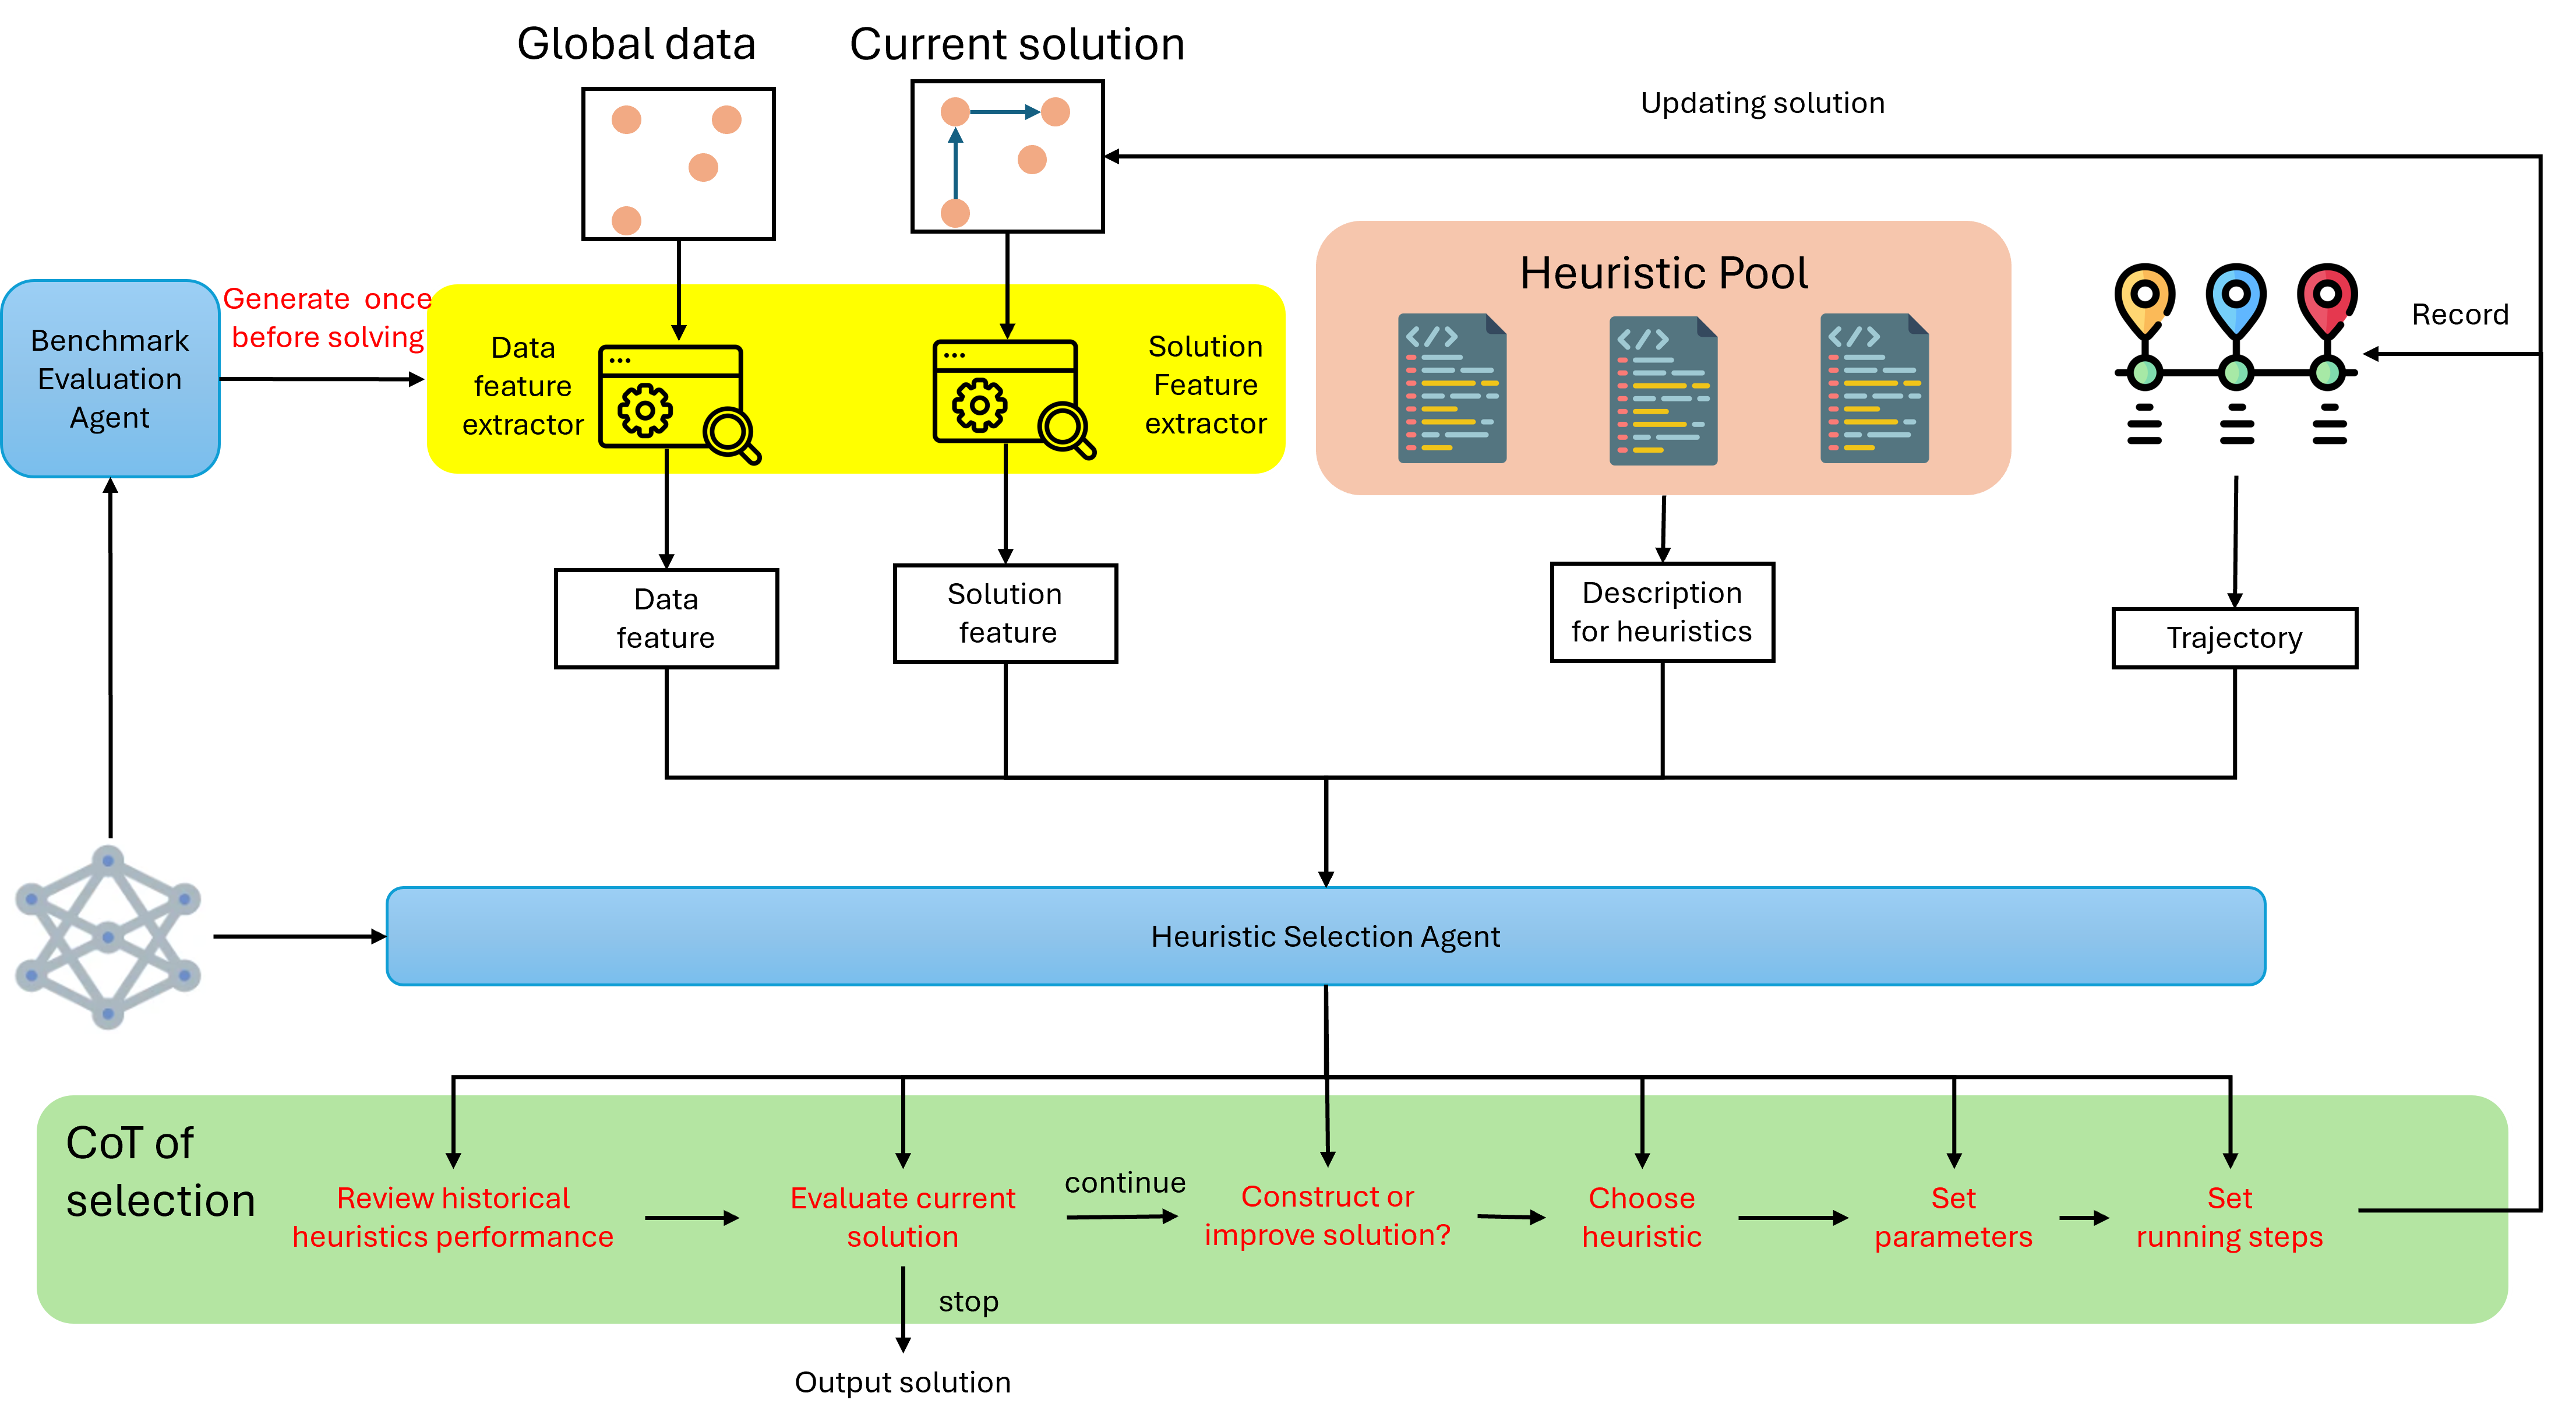 Global data
Current solution
Updating solution
Heuristic Pool
Generate once
before solving
Benchmark
Evaluation
Agent
Data
feature
extractor
Solution
Feature
extractor
Record
Data
feature
Solution
feature
Description
for heuristics
Trajectory
Heuristic Selection Agent
CoT of
selection
Review historical
heuristics performance
Evaluate current
solution
continue
Construct or
improve solution?
Choose
heuristic
Set
parameters
Set
running steps
stop
Output solution